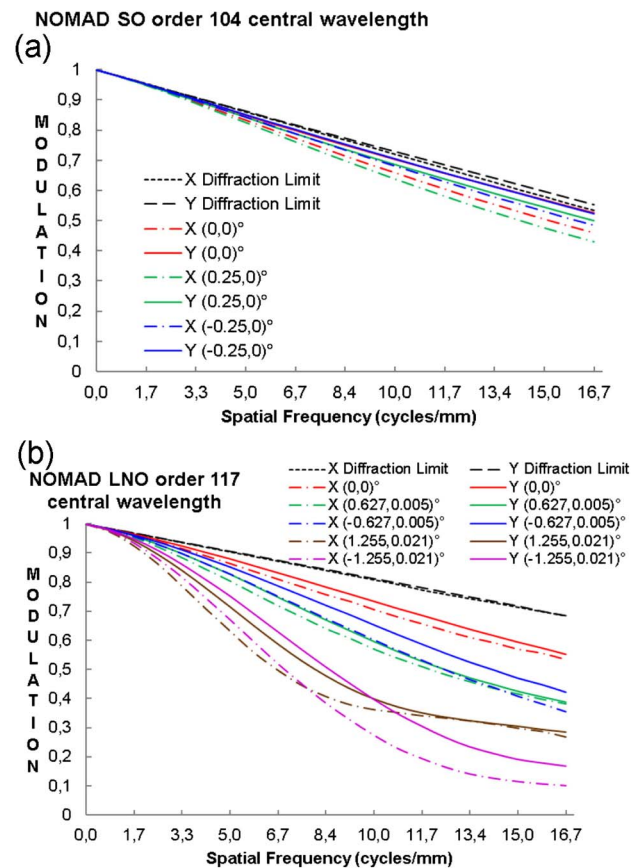 NOMAD SO order 104 central wavelength
(a)
1
0,9
0,8
0,7
0,6
0,5
0,4
0,3
0,2
0,1
0
MODULATION
X Diffraction Limit
Y Diffraction Limit
X (0,0)°
Y (0,0)°
X (0.25,0)°
Y (0.25,0)°
X (-0.25,0)°
Y (-0.25,0)°
0,0 1,7 3,3 5,0 6,7 8,4 10,0 11,7 13,4 15,0 16,7
Spatial Frequency (cycles/mm)
(b)
NOMAD LNO order 117
central wavelength
X Diffraction Limit Y Diffraction Limit
X (0,0)° Y (0,0)°
X (0.627,0.005)° Y (0.627,0.005)°
X (-0.627,0.005)° Y (-0.627,0.005)°
X (1.255,0.021)° Y (1.255,0.021)°
X (-1.255,0.021)° Y (-1.255,0.021)°
1
0,9
0,8
0,7
0,6
0,5
0,4
0,3
0,2
0,1
0
MODULATION
0,0 1,7 3,3 5,0 6,7 8,4 10,0 11,7 13,4 15,0 16,7
Spatial Frequency (cycles/mm)